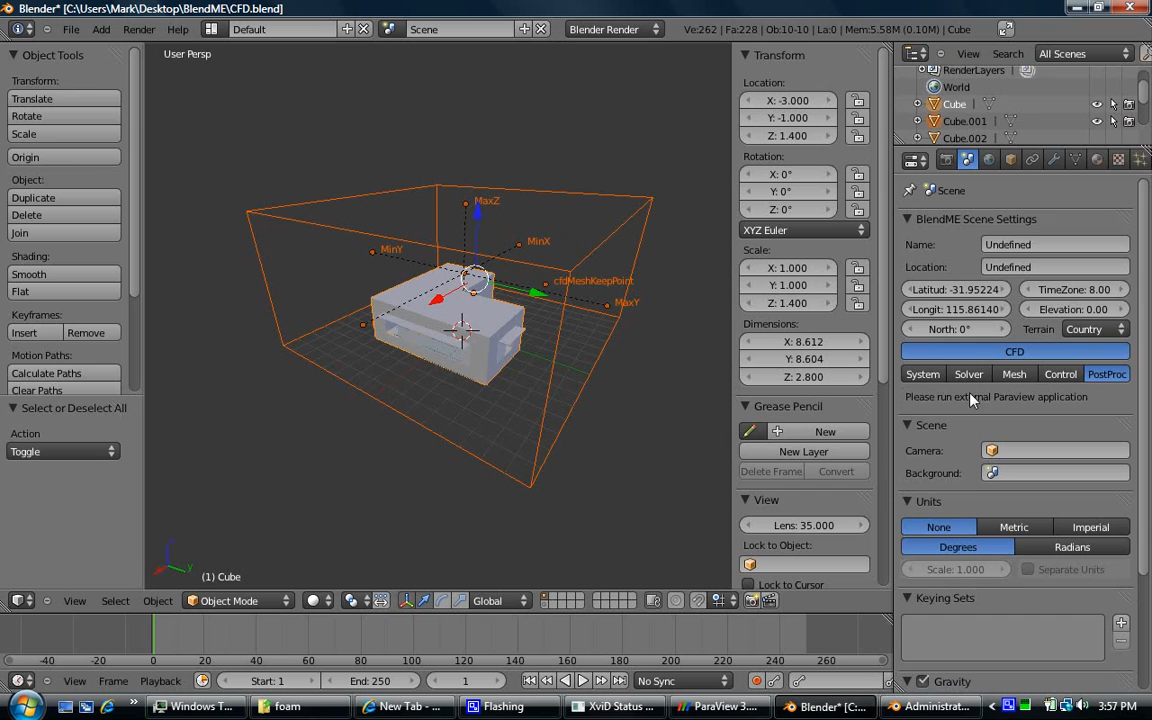 Blender* [C:\Users\Mark\Desktop\BlendME\CFD.blend]
File Add Render Help Default Scene Blender Render Ve:262 | Fa:228 | Ob:10-10 | La:0 | Mem:5.58M (0.10M) | Cube
Object Tools
Transform:
Translate
Rotate
Scale
Origin
Object:
Duplicate
Delete
Join
Shading:
Smooth
Flat
Keyframes:
Insert Remove
Motion Paths:
Calculate Paths
Clear Paths
Select or Deselect All
Action
Toggle
User Persp
MaxZ
MinX
MinY
cfdMeshKeepPoint
MaxY
(1) Cube
View Select Object Object Mode Global
Transform
Location:
X: -3.000
Y: -1.000
Z: 1.400
Rotation:
X: 0°
Y: 0°
Z: 0°
XYZ Euler
Scale:
X: 1.000
Y: 1.000
Z: 1.400
Dimensions:
X: 8.612
Y: 8.604
Z: 2.800
Grease Pencil
New
New Layer
Delete Frame Convert
View
Lens: 35.000
Lock to Object:
Lock to Cursor
View Search All Scenes
RenderLayers
World
Cube
Cube.001
Cube.002
Scene
BlendME Scene Settings
Name: Undefined
Location: Undefined
Latitud: -31.95224 TimeZone: 8.00
Longit: 115.86140 Elevation: 0.00
North: 0° Terrain Country
CFD
System Solver Mesh Control PostProc
Please run external Paraview application
Scene
Camera:
Background:
Units
None Metric Imperial
Degrees Radians
Scale: 1.000 Separate Units
Keying Sets
Gravity
-40 -20 0 20 40 60 80 100 120 140 160 180 200 220 240 260
View Frame Playback Start: 1 End: 250 1 No Sync
Windows T... foam New Tab - ... Flashing XviD Status ... ParaView 3.... Blender* [C:... Administrat... 3:57 PM